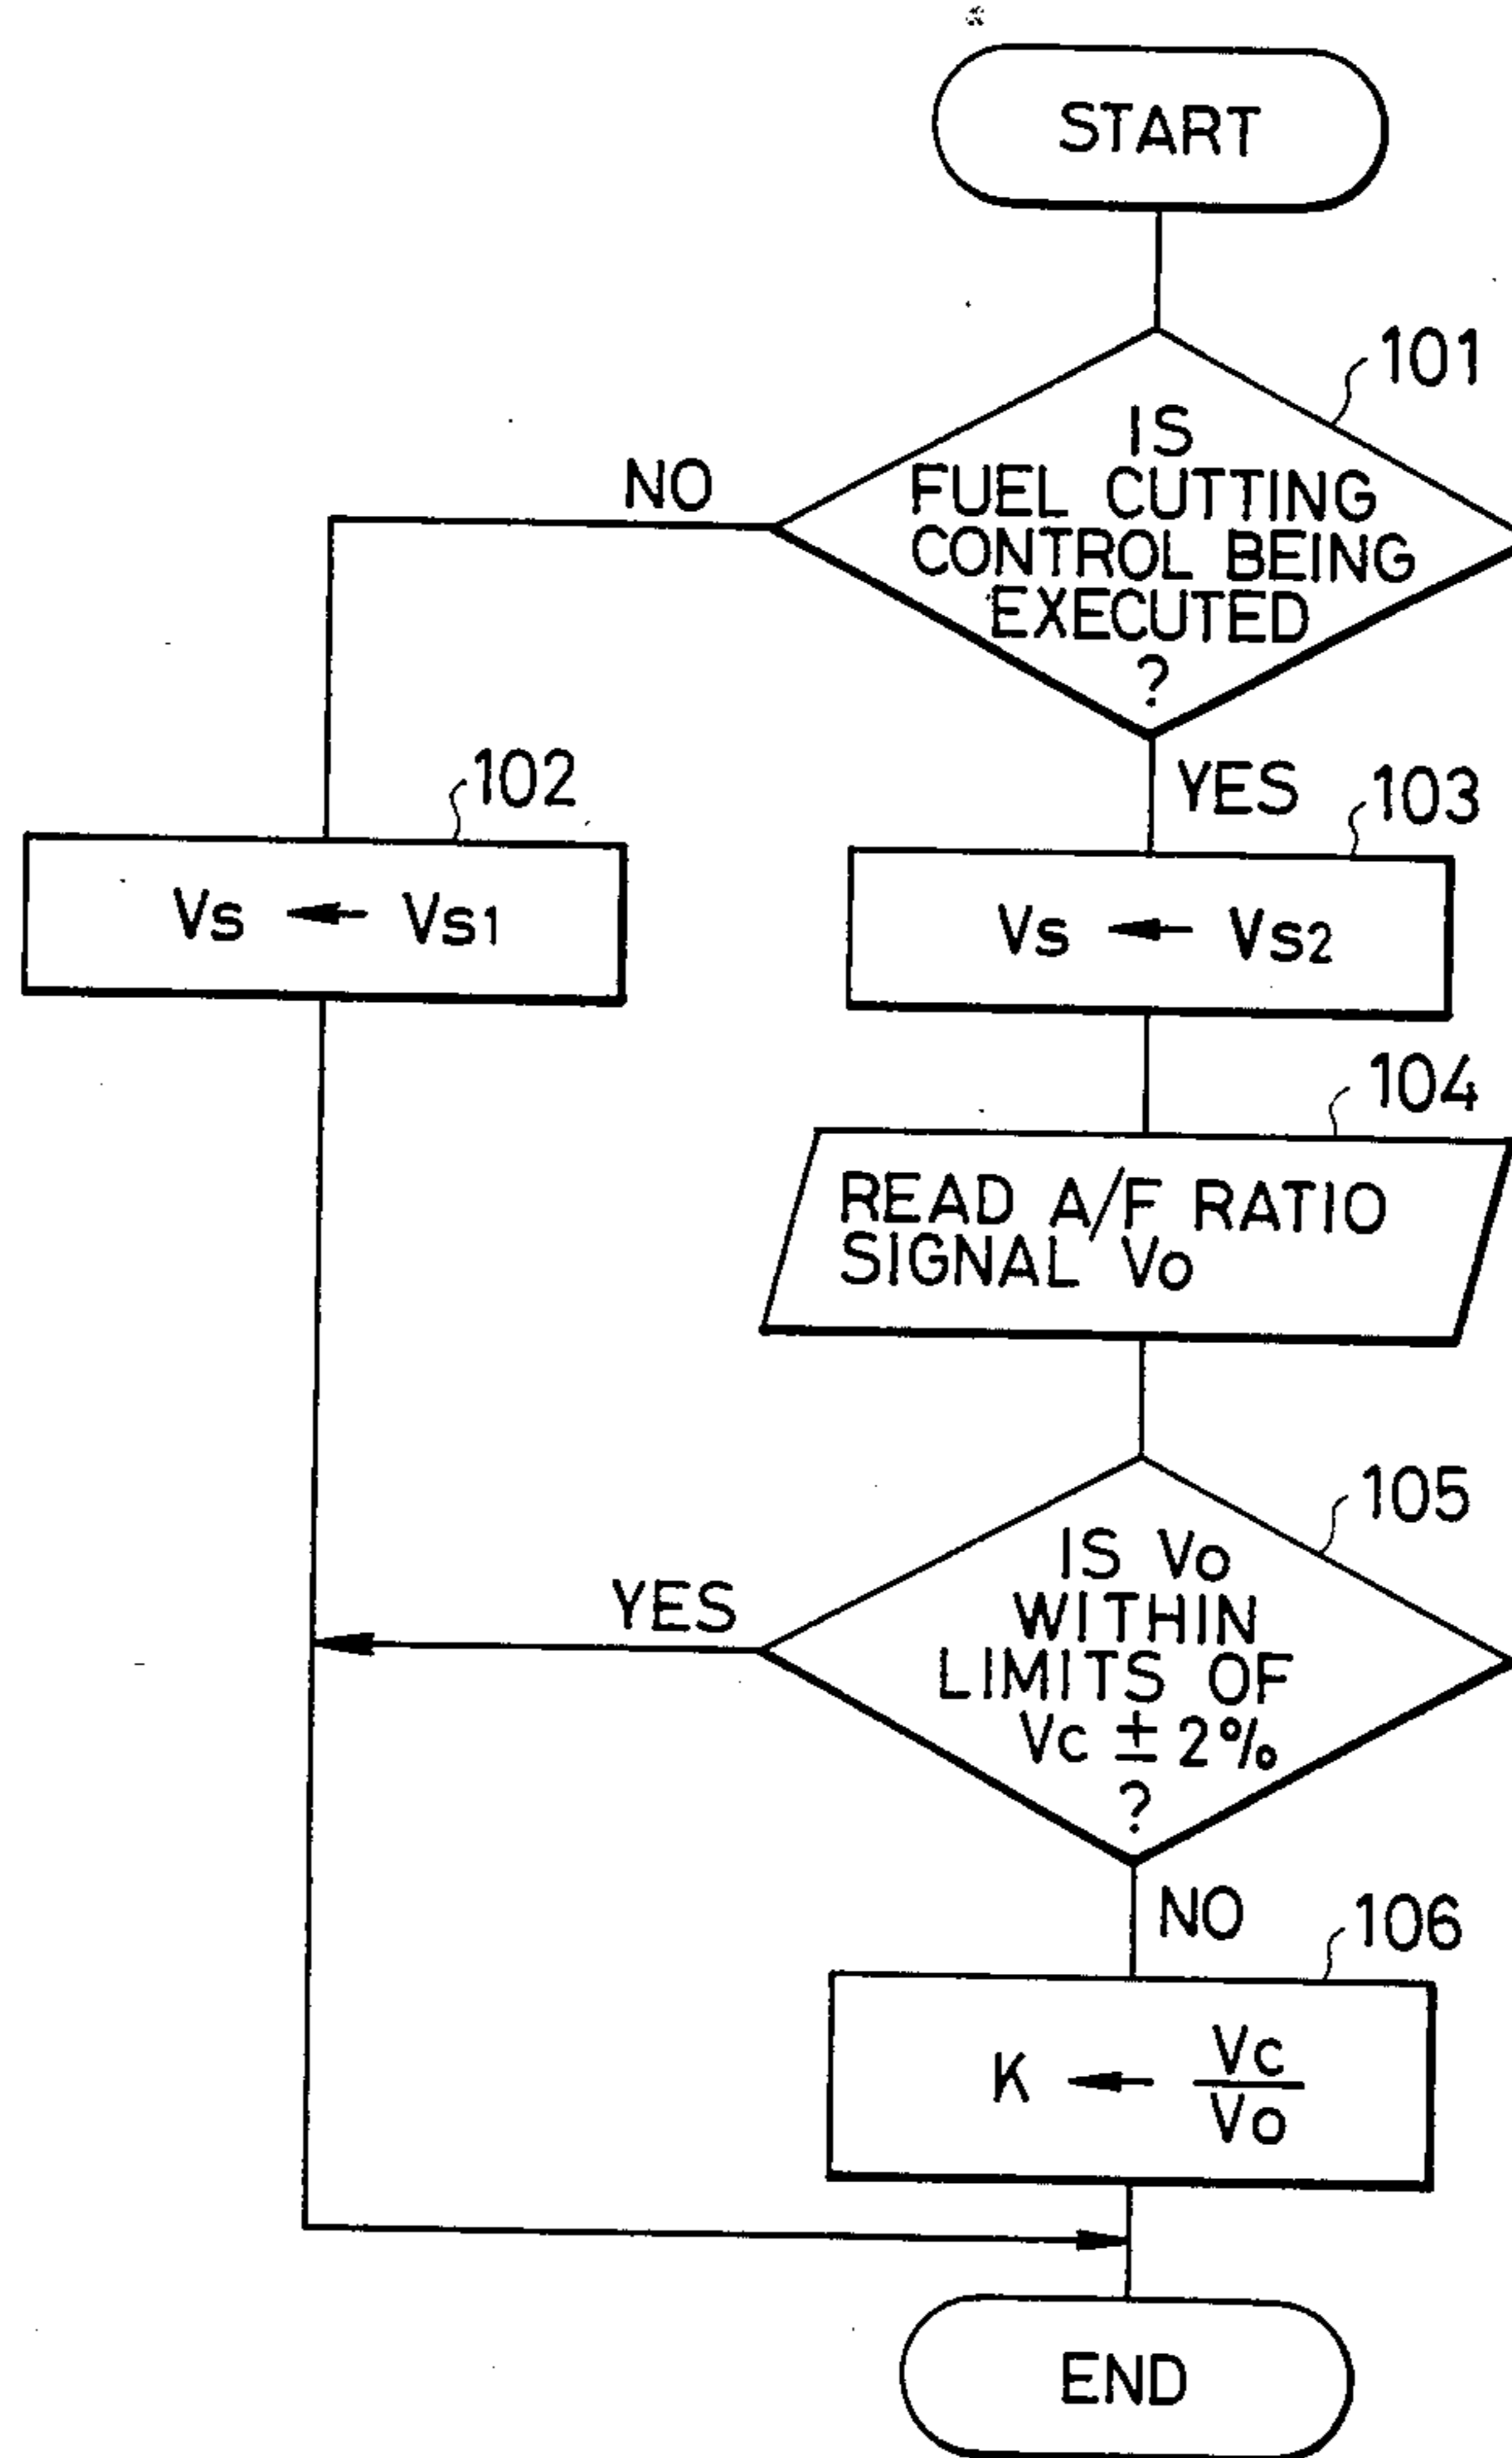 START
101
IS
FUEL CUTTING
CONTROL BEING
EXECUTED
?
NO
YES
102
Vs ← Vs1
103
Vs ← Vs2
104
READ A/F RATIO
SIGNAL Vo
105
IS Vo
WITHIN
LIMITS OF
Vc ± 2%
?
YES
NO
106
K ← Vc
Vo
END